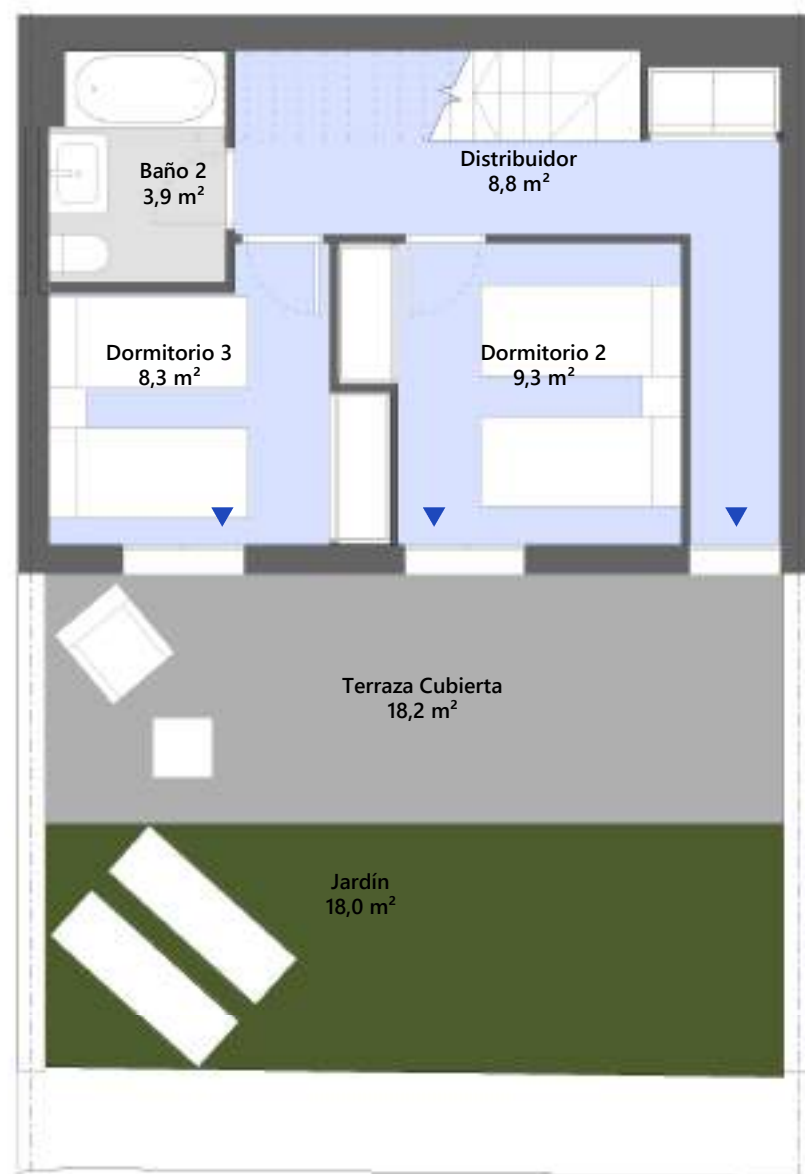 Baño 2
3,9 m²
Distribuidor
8,8 m²
Dormitorio 3
8,3 m²
Dormitorio 2
9,3 m²
Terraza Cubierta
18,2 m²
Jardín
18,0 m²